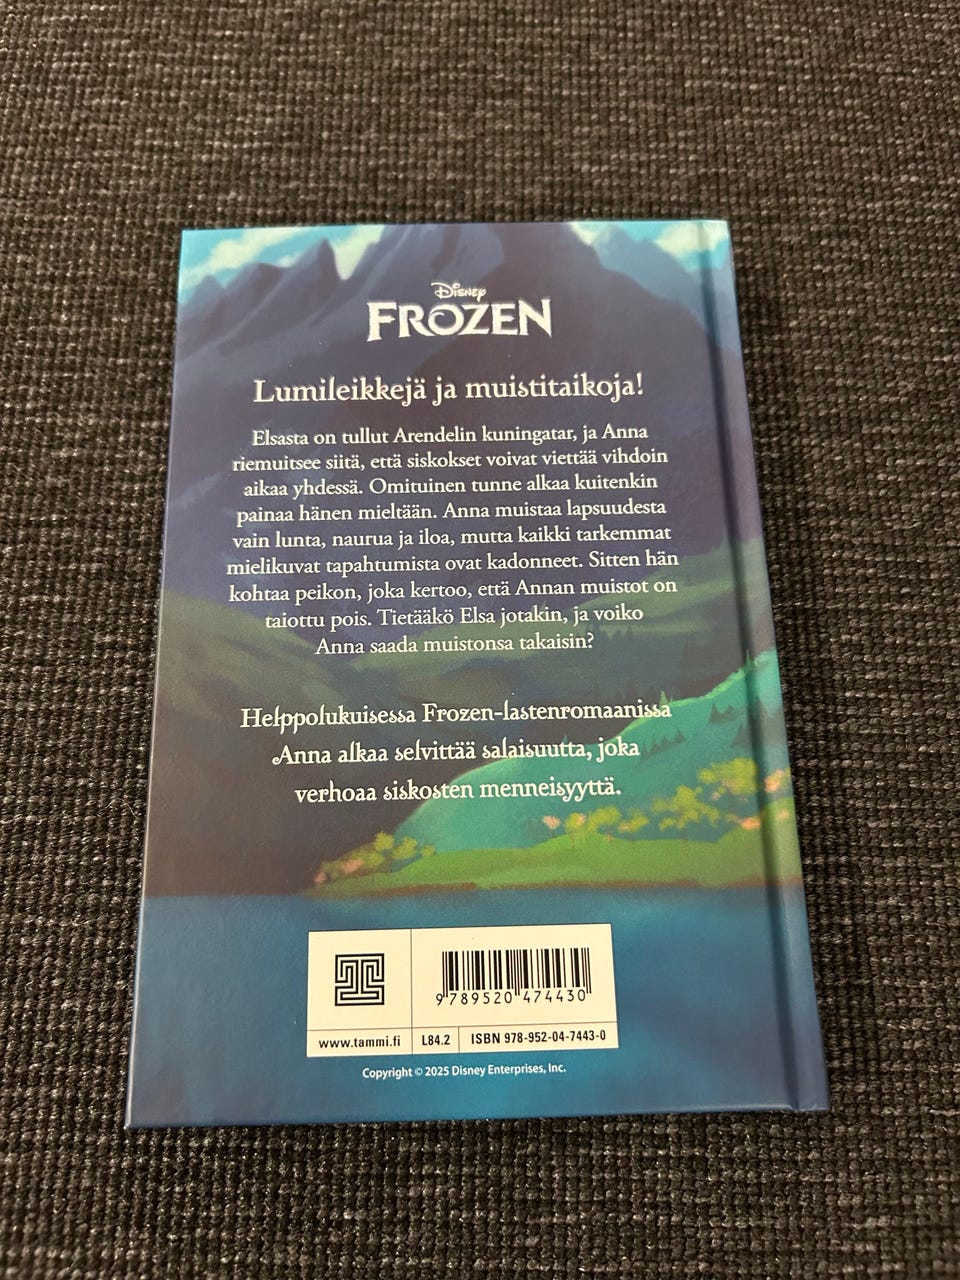 Disney
FROZEN
Lumileikkejä ja muistitaikoja!
Elsasta on tullut Arendelin kuningatar, ja Anna
riemuitsee siitä, että siskokset voivat viettää vihdoin
aikaa yhdessä. Omituinen tunne alkaa kuitenkin
painaa hänen mieltään. Anna muistaa lapsuudesta
vain lunta, naurua ja iloa, mutta kaikki tarkemmat
mielikuvat tapahtumista ovat kadonneet. Sitten hän
kohtaa peikon, joka kertoo, että Annan muistot on
taiottu pois. Tietääkö Elsa jotakin, ja voiko
Anna saada muistonsa takaisin?
Helppolukuisessa Frozen-lastenromaanissa
Anna alkaa selvittää salaisuutta, joka
verhoaa siskosten menneisyyttä.
9 789520 474430
www.tammi.fi L84.2 ISBN 978-952-04-7443-0
Copyright © 2025 Disney Enterprises, Inc.